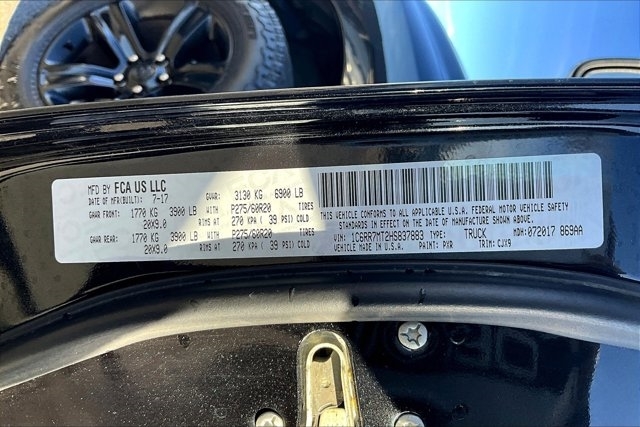 MFD BY FCA US LLC
DATE OF MFR(BUILT): 7-17 GVWR: 3130 KG 6900 LB
GAWR FRONT: 1770 KG 3900 LB WITH P275/60R20 TIRES
20X9.0 RIMS AT 270 KPA ( 39 PSI) COLD
GAWR REAR: 1770 KG 3900 LB WITH P275/60R20 TIRES
20X9.0 RIMS AT 270 KPA ( 39 PSI) COLD
THIS VEHICLE CONFORMS TO ALL APPLICABLE U.S.A. FEDERAL MOTOR VEHICLE SAFETY
STANDARDS IN EFFECT ON THE DATE OF MANUFACTURE SHOWN ABOVE.
VIN: 1C6RR7MT2HS837883 TYPE: TRUCK MDH:072017 869AA
VEHICLE MADE IN U.S.A. PAINT: PXR TRIM: CJX9